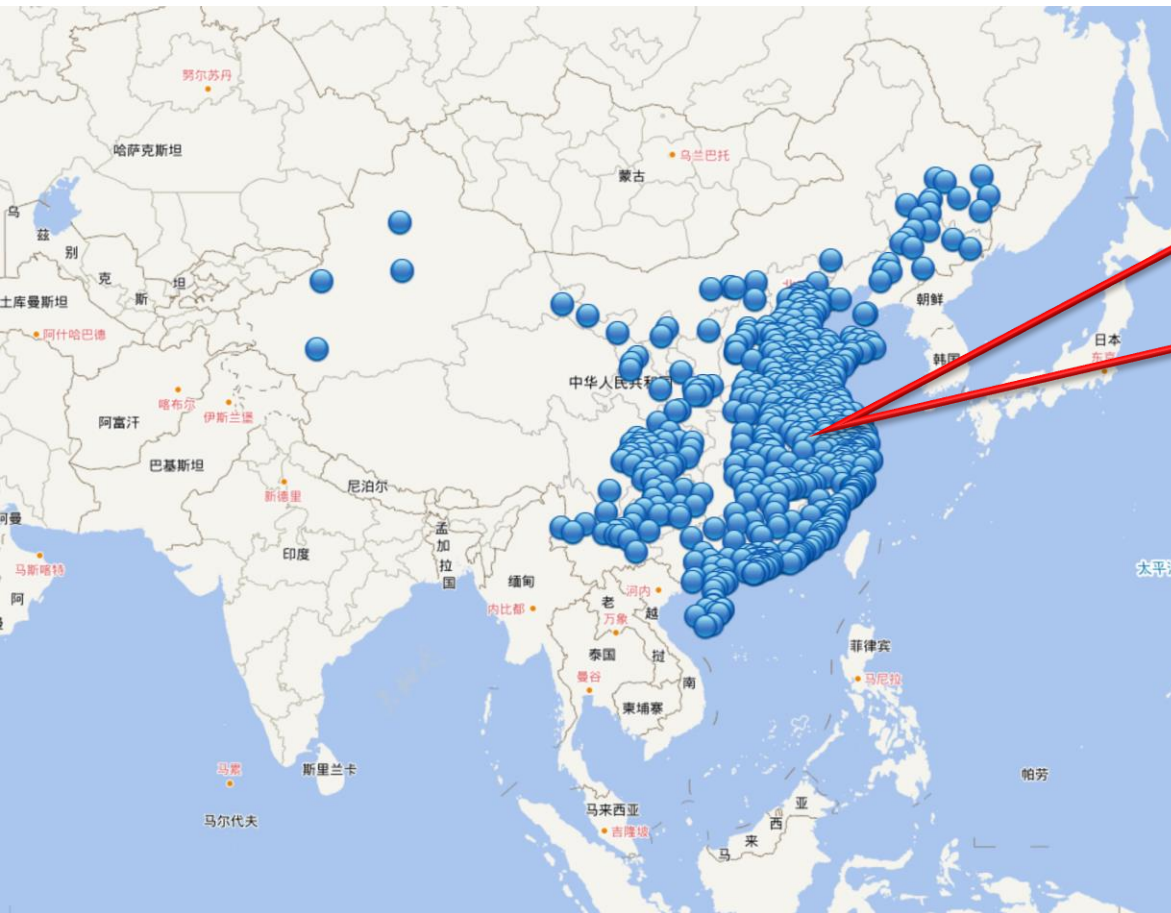 努尔苏丹
哈萨克斯坦
乌兰巴托
蒙古
乌
兹
别
克
斯
坦
土库曼斯坦
阿什哈巴德
朝鲜
日本
韩国
中华人民共和国
喀布尔
伊斯兰堡
阿富汗
巴基斯坦
新德里
尼泊尔
阿曼
孟
加
拉
国
印度
马斯喀特
阿
缅甸
河内
内比都
老
越
万象
泰国
挝
曼谷
南
柬埔寨
菲律宾
马尼拉
太平
马累
斯里兰卡
马尔代夫
帕劳
马来西亚
吉隆坡
亚
西
来
马